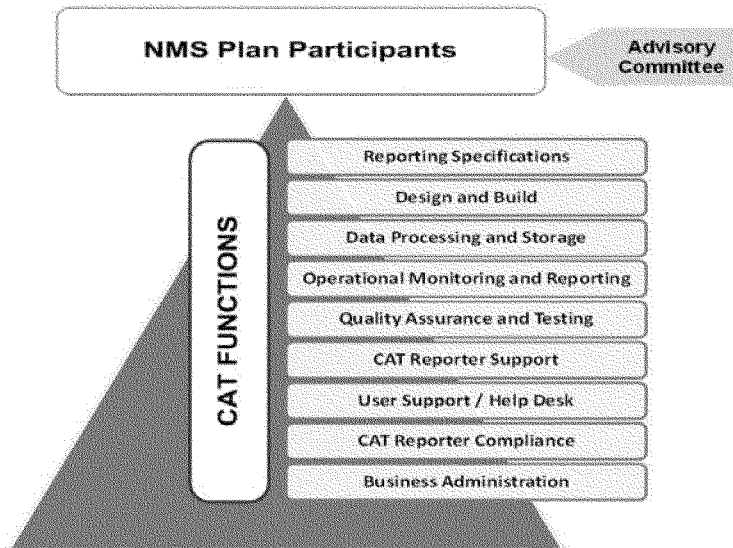 NMS Plan Participants
Advisory
Committee
CAT FUNCTIONS
Reporting Specifications
Design and Build
Data Processing and Storage
Operational Monitoring and Reporting
Quality Assurance and Testing
CAT Reporter Support
User Support / Help Desk
CAT Reporter Compliance
Business Administration